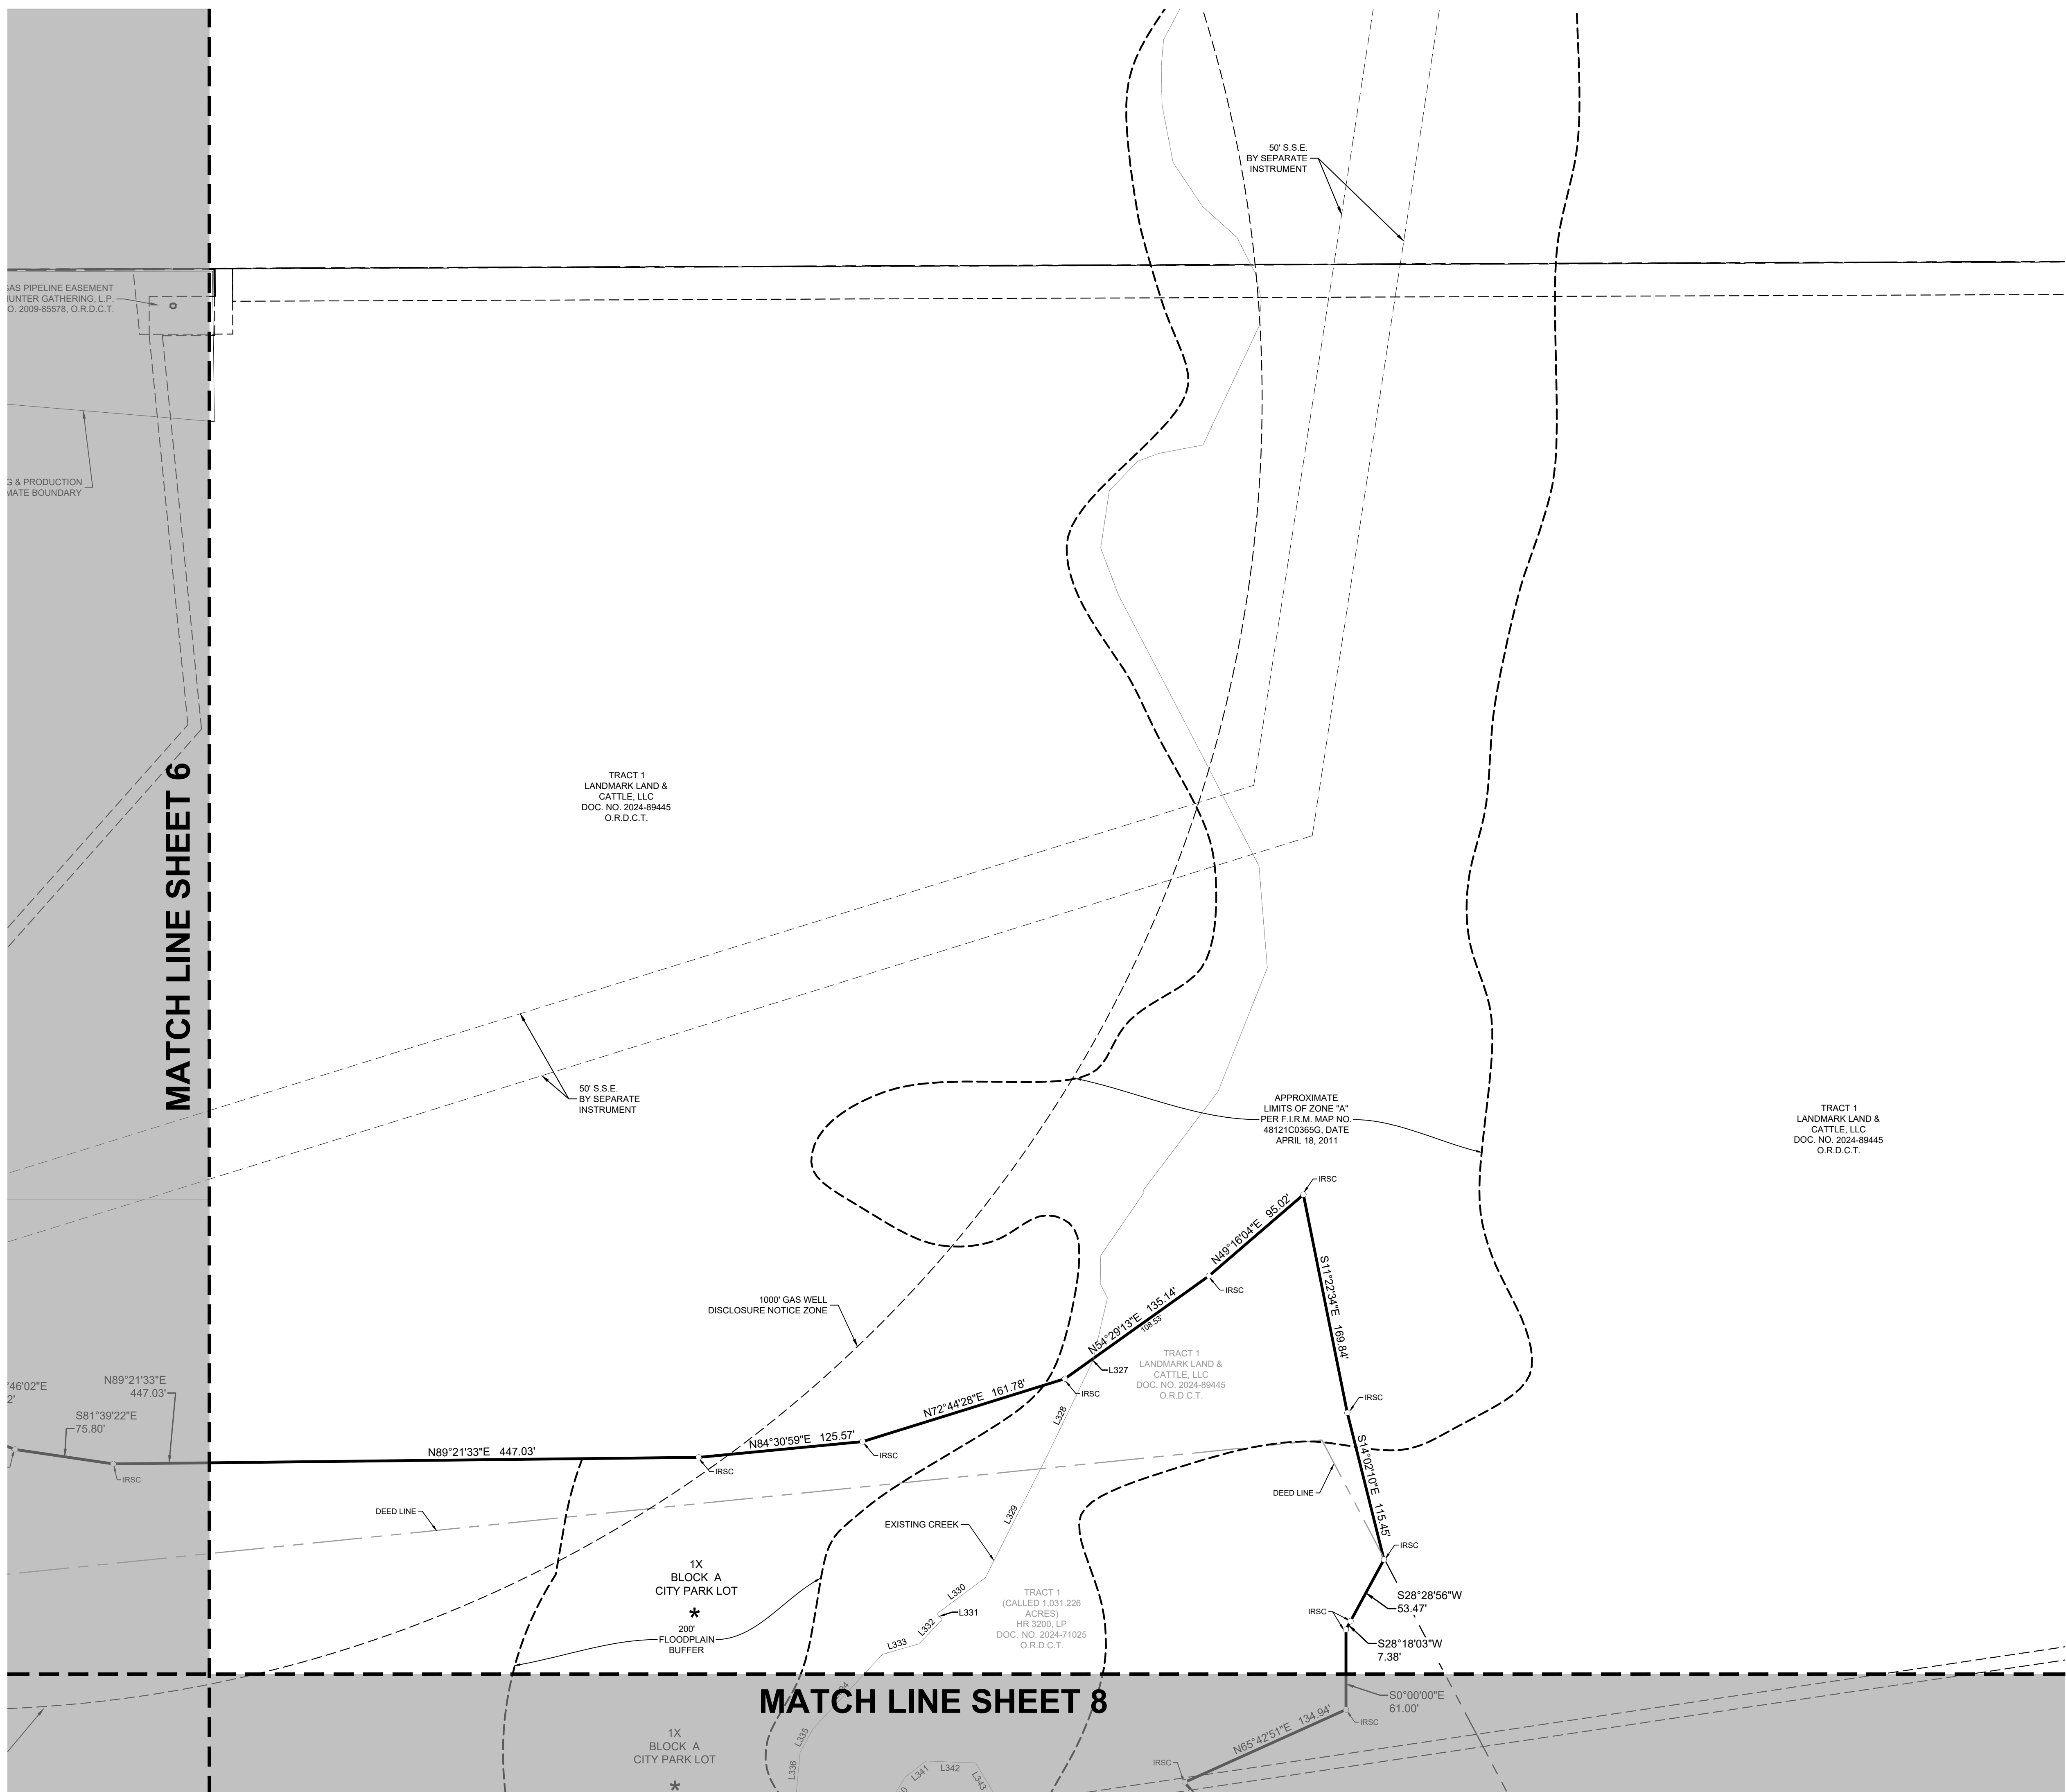 50' S.S.E.
BY SEPARATE
INSTRUMENT
GAS PIPELINE EASEMENT
HUNTER GATHERING, L.P.
O. 2009-85578, O.R.D.C.T.
G & PRODUCTION
MATE BOUNDARY
MATCH LINE SHEET 6
TRACT 1
LANDMARK LAND &
CATTLE, LLC
DOC. NO. 2024-89445
O.R.D.C.T.
50' S.S.E.
BY SEPARATE
INSTRUMENT
APPROXIMATE
LIMITS OF ZONE "A"
PER F.I.R.M. MAP NO.
48121C0365G, DATE
APRIL 18, 2011
TRACT 1
LANDMARK LAND &
CATTLE, LLC
DOC. NO. 2024-89445
O.R.D.C.T.
IRSC
N49°16'04"E 95.02'
IRSC
S11°22'34"E 169.84'
1000' GAS WELL
DISCLOSURE NOTICE ZONE
N54°29'13"E 135.14'
108.53'
L327
TRACT 1
LANDMARK LAND &
CATTLE, LLC
DOC. NO. 2024-89445
O.R.D.C.T.
IRSC
IRSC
N72°44'28"E 161.78'
L328
'46'02"E
2'
N89°21'33"E
447.03'
S81°39'22"E
75.80'
IRSC
N89°21'33"E 447.03'
N84°30'59"E 125.57'
IRSC
IRSC
S14°02'10"E 115.45'
DEED LINE
DEED LINE
L329
EXISTING CREEK
IRSC
1X
BLOCK A
CITY PARK LOT
*
200'
FLOODPLAIN
BUFFER
L330
L331
L332
L333
TRACT 1
(CALLED 1,031.226
ACRES)
HR 3200, LP
DOC. NO. 2024-71025
O.R.D.C.T.
S28°28'56"W
53.47'
IRSC
S28°18'03"W
7.38'
MATCH LINE SHEET 8
S0°00'00"E
61.00'
IRSC
N65°42'51"E 134.94'
IRSC
1X
BLOCK A
CITY PARK LOT
*
L335
L336
L341
L342
L343